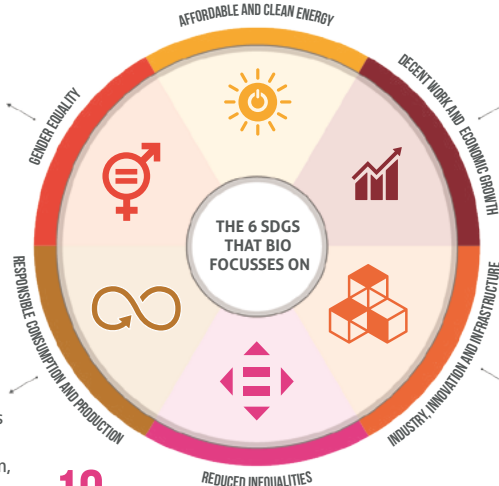 AFFORDABLE AND CLEAN ENERGY
DECENT WORK AND ECONOMIC GROWTH
GENDER EQUALITY
THE 6 SDGS
THAT BIO
FOCUSSES ON
RESPONSIBLE CONSUMPTION AND PRODUCTION
INDUSTRY, INNOVATION AND INFRASTRUCTURE
REDUCED INEQUALITIES
10